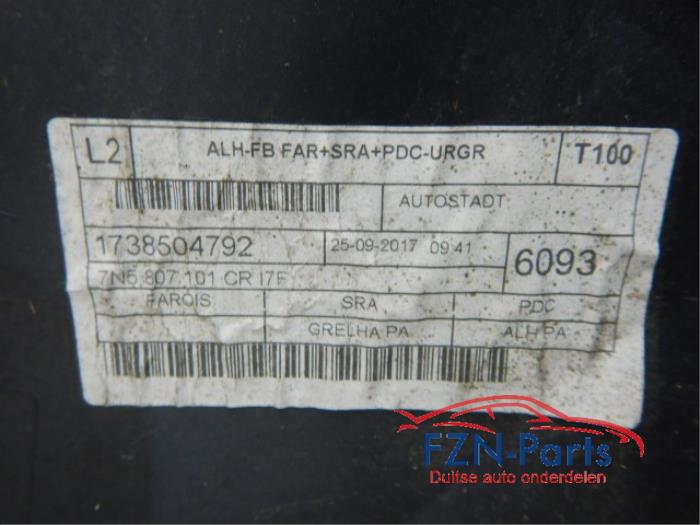 L2 ALH-FB FAR+SRA+PDC-URGR T100
AUTOSTADT
1738504792 25-09-2017 09:41 6093
7N5 807 101 CR I7F
FAROIS SRA PDC
GRELHA PA ALH PA
FZN-Parts
Duitse auto onderdelen